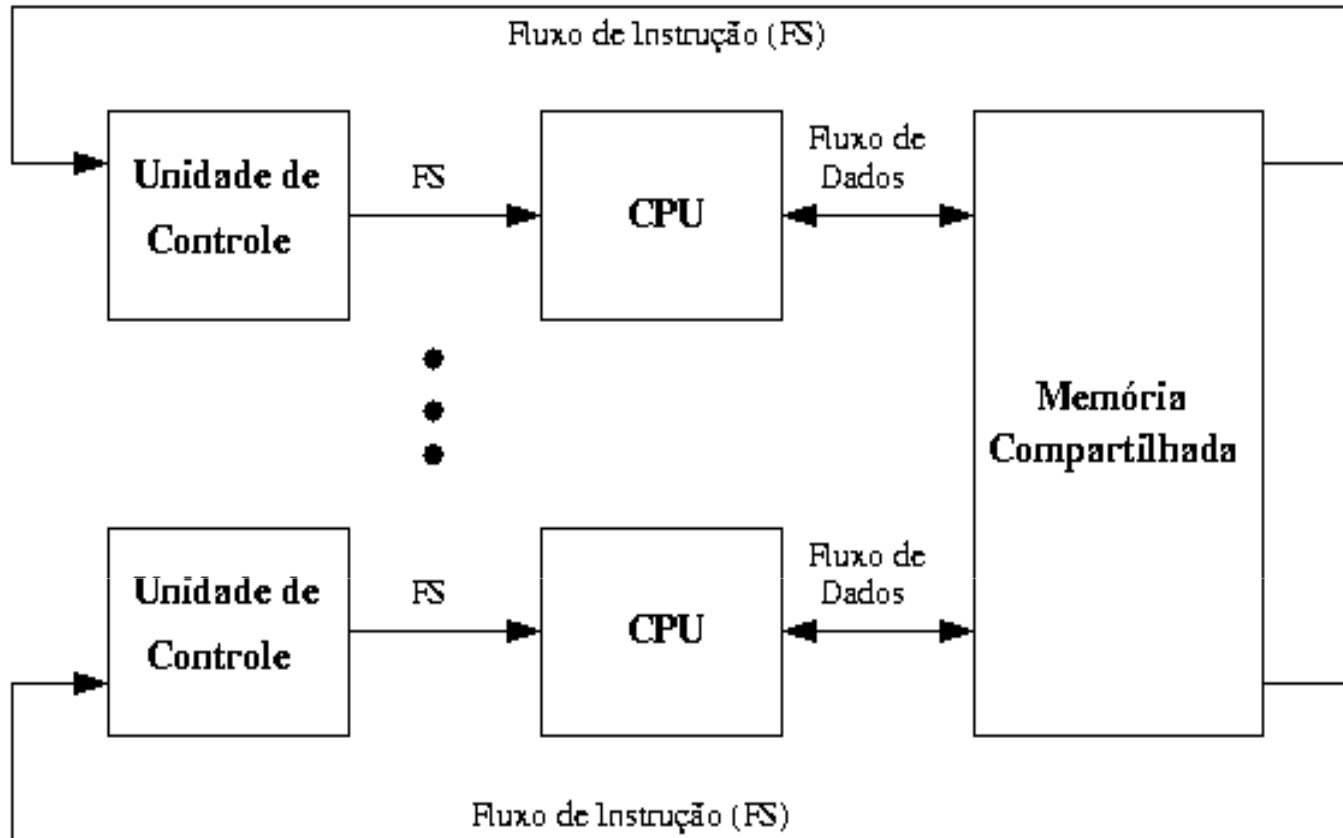 Fluxo de Instrução (FS)
Unidade de
Controle
FS
CPU
Fluxo de
Dados
Memória
Compartilhada
Unidade de
Controle
FS
CPU
Fluxo de
Dados
Fluxo de Instrução (FS)